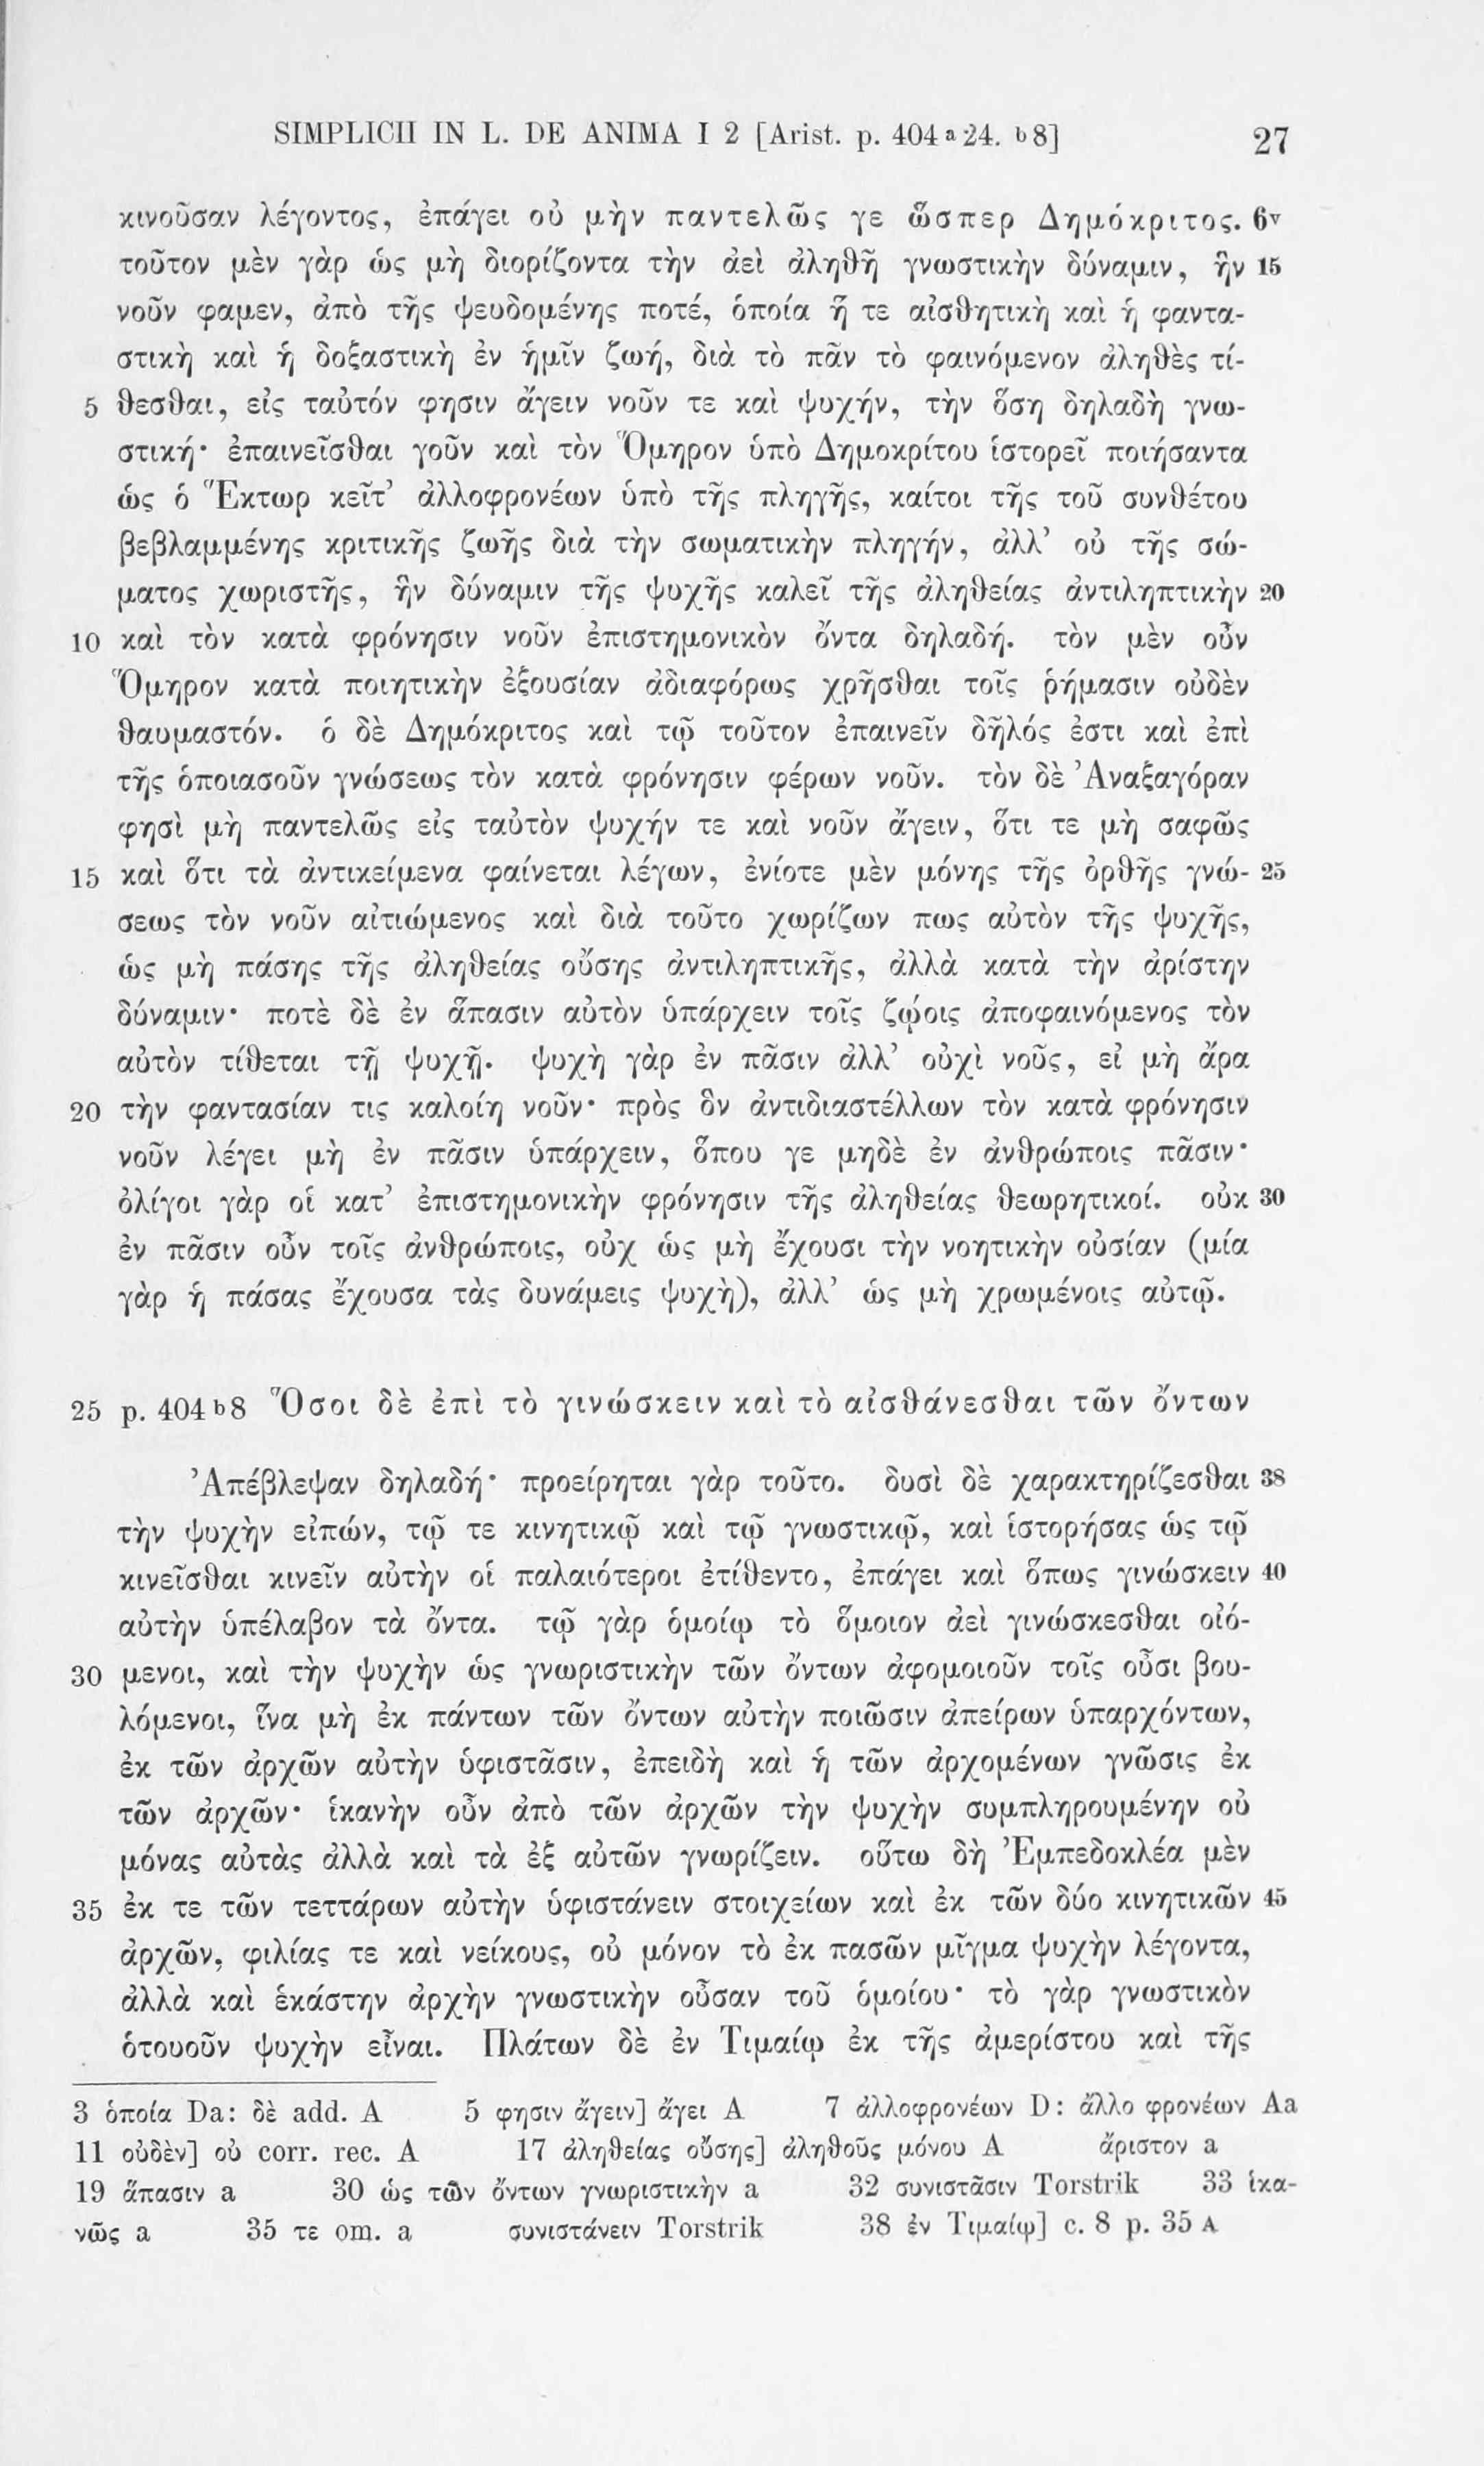 SIMPLICII IN L. DE ANIMA I 2 [Arist. p. 404 a 24. b 8] 27
κινοῦσαν λέγοντος, ἐπάγει οὐ μὴν παντελῶς γε ὥσπερ Δημόκριτος. 6v
τοῦτον μὲν γὰρ ὡς μὴ διορίζοντα τὴν ἀεὶ ἀληθῆ γνωστικὴν δύναμιν, ἣν 15
νοῦν φαμεν, ἀπὸ τῆς ψευδομένης ποτέ, ὁποία ἥ τε αἰσθητικὴ καὶ ἡ φαντα-
στικὴ καὶ ἡ δοξαστικὴ ἐν ἡμῖν ζωή, διὰ τὸ πᾶν τὸ φαινόμενον ἀληθὲς τί-
5 θεσθαι, εἰς ταὐτόν φησιν ἄγειν νοῦν τε καὶ ψυχήν, τὴν ὅση δηλαδὴ γνω-
στική· ἐπαινεῖσθαι γοῦν καὶ τὸν Ὅμηρον ὑπὸ Δημοκρίτου ἱστορεῖ ποιήσαντα
ὡς ὁ Ἕκτωρ κεῖτ’ ἀλλοφρονέων ὑπὸ τῆς πληγῆς, καίτοι τῆς τοῦ συνθέτου
βεβλαμμένης κριτικῆς ζωῆς διὰ τὴν σωματικὴν πληγήν, ἀλλ’ οὐ τῆς σώ-
ματος χωριστῆς, ἣν δύναμιν τῆς ψυχῆς καλεῖ τῆς ἀληθείας ἀντιληπτικὴν 20
10 καὶ τὸν κατὰ φρόνησιν νοῦν ἐπιστημονικὸν ὄντα δηλαδή. τὸν μὲν οὖν
Ὅμηρον κατὰ ποιητικὴν ἐξουσίαν ἀδιαφόρως χρῆσθαι τοῖς ῥήμασιν οὐδὲν
θαυμαστόν. ὁ δὲ Δημόκριτος καὶ τῷ τοῦτον ἐπαινεῖν δῆλός ἐστι καὶ ἐπὶ
τῆς ὁποιασοῦν γνώσεως τὸν κατὰ φρόνησιν φέρων νοῦν. τὸν δὲ Ἀναξαγόραν
φησὶ μὴ παντελῶς εἰς ταὐτὸν ψυχήν τε καὶ νοῦν ἄγειν, ὅτι τε μὴ σαφῶς
15 καὶ ὅτι τὰ ἀντικείμενα φαίνεται λέγων, ἐνίοτε μὲν μόνης τῆς ὀρθῆς γνώ- 25
σεως τὸν νοῦν αἰτιώμενος καὶ διὰ τοῦτο χωρίζων πως αὐτὸν τῆς ψυχῆς,
ὡς μὴ πάσης τῆς ἀληθείας οὔσης ἀντιληπτικῆς, ἀλλὰ κατὰ τὴν ἀρίστην
δύναμιν· ποτὲ δὲ ἐν ἅπασιν αὐτὸν ὑπάρχειν τοῖς ζῴοις ἀποφαινόμενος τὸν
αὐτὸν τίθεται τῇ ψυχῇ. ψυχὴ γὰρ ἐν πᾶσιν ἀλλ’ οὐχὶ νοῦς, εἰ μὴ ἄρα
20 τὴν φαντασίαν τις καλοίη νοῦν· πρὸς ὃν ἀντιδιαστέλλων τὸν κατὰ φρόνησιν
νοῦν λέγει μὴ ἐν πᾶσιν ὑπάρχειν, ὅπου γε μηδὲ ἐν ἀνθρώποις πᾶσιν·
ὀλίγοι γὰρ οἱ κατ’ ἐπιστημονικὴν φρόνησιν τῆς ἀληθείας θεωρητικοί. οὐκ 30
ἐν πᾶσιν οὖν τοῖς ἀνθρώποις, οὐχ ὡς μὴ ἔχουσι τὴν νοητικὴν οὐσίαν (μία
γὰρ ἡ πάσας ἔχουσα τὰς δυνάμεις ψυχὴ), ἀλλ’ ὡς μὴ χρωμένοις αὐτῷ.
25 p. 404 b 8 Ὅσοι δὲ ἐπὶ τὸ γινώσκειν καὶ τὸ αἰσθάνεσθαι τῶν ὄντων
Ἀπέβλεψαν δηλαδή· προείρηται γὰρ τοῦτο. δυσὶ δὲ χαρακτηρίζεσθαι 38
τὴν ψυχὴν εἰπών, τῷ τε κινητικῷ καὶ τῷ γνωστικῷ, καὶ ἱστορήσας ὡς τῷ
κινεῖσθαι κινεῖν αὐτὴν οἱ παλαιότεροι ἐτίθεντο, ἐπάγει καὶ ὅπως γινώσκειν 40
αὐτὴν ὑπέλαβον τὰ ὄντα. τῷ γὰρ ὁμοίῳ τὸ ὅμοιον ἀεὶ γινώσκεσθαι οἰό-
30 μενοι, καὶ τὴν ψυχὴν ὡς γνωριστικὴν τῶν ὄντων ἀφομοιοῦν τοῖς οὖσι βου-
λόμενοι, ἵνα μὴ ἐκ πάντων τῶν ὄντων αὐτὴν ποιῶσιν ἀπείρων ὑπαρχόντων,
ἐκ τῶν ἀρχῶν αὐτὴν ὑφιστᾶσιν, ἐπειδὴ καὶ ἡ τῶν ἀρχομένων γνῶσις ἐκ
τῶν ἀρχῶν· ἱκανὴν οὖν ἀπὸ τῶν ἀρχῶν τὴν ψυχὴν συμπληρουμένην οὐ
μόνας αὐτὰς ἀλλὰ καὶ τὰ ἐξ αὐτῶν γνωρίζειν. οὕτω δὴ Ἐμπεδοκλέα μὲν
35 ἐκ τε τῶν τεττάρων αὐτὴν ὑφιστάνειν στοιχείων καὶ ἐκ τῶν δύο κινητικῶν 45
ἀρχῶν, φιλίας τε καὶ νείκους, οὐ μόνον τὸ ἐκ πασῶν μῖγμα ψυχὴν λέγοντα,
ἀλλὰ καὶ ἑκάστην ἀρχὴν γνωστικὴν οὖσαν τοῦ ὁμοίου· τὸ γὰρ γνωστικὸν
ὁτουοῦν ψυχὴν εἶναι. Πλάτων δὲ ἐν Τιμαίῳ ἐκ τῆς ἀμερίστου καὶ τῆς
3 ὁποία Da: δὲ add. A 5 φησιν ἄγειν] ἄγει A 7 ἀλλοφρονέων D: ἄλλο φρονέων Aa
11 οὐδὲν] οὐ corr. rec. A 17 ἀληθείας οὔσης] ἀληθοῦς μόνου A ἄριστον a
19 ἅπασιν a 30 ὡς τῶν ὄντων γνωριστικὴν a 32 συνιστᾶσιν Torstrik 33 ἱκα-
νῶς a 35 τε om. a συνιστάνειν Torstrik 38 ἐν Τιμαίῳ] c. 8 p. 35 A